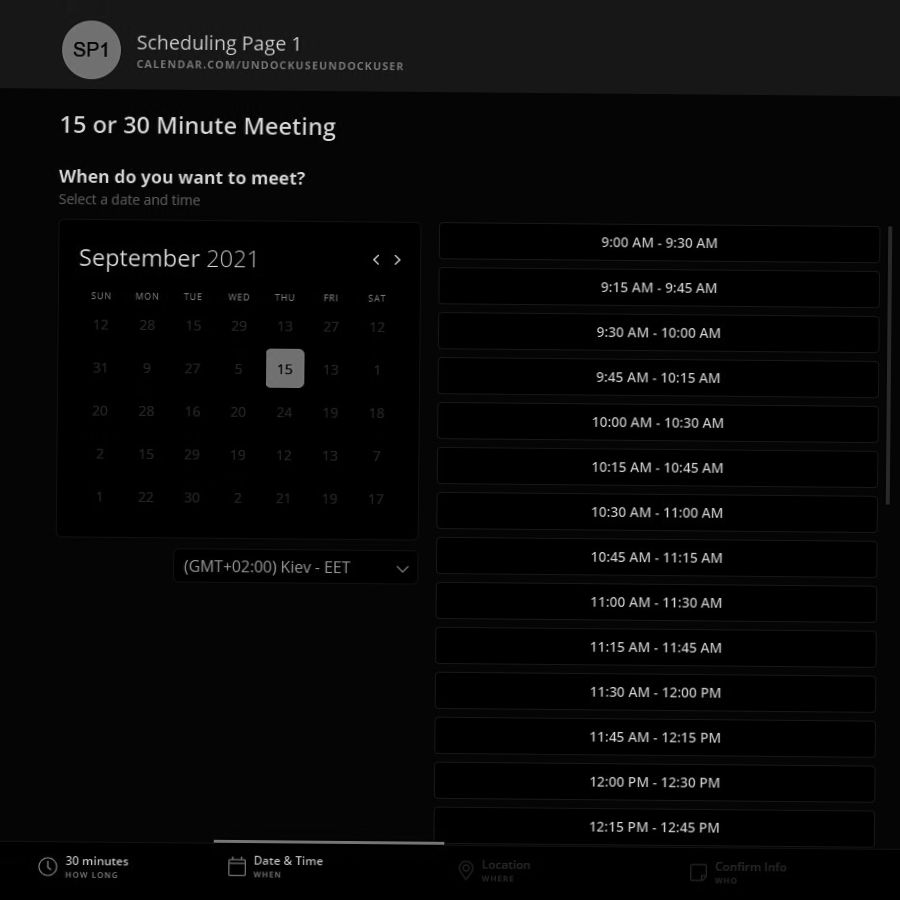 SP1
Scheduling Page 1
CALENDAR.COM/UNDOCKUSEUNDOCKUSER
15 or 30 Minute Meeting
When do you want to meet?
Select a date and time
September 2021
SUN MON TUE WED THU FRI SAT
12 28 15 29 13 27 12
31 9 27 5 15 13 1
20 28 16 20 24 19 18
2 15 29 19 12 13 7
1 22 30 2 21 19 17
(GMT+02:00) Kiev - EET
9:00 AM - 9:30 AM
9:15 AM - 9:45 AM
9:30 AM - 10:00 AM
9:45 AM - 10:15 AM
10:00 AM - 10:30 AM
10:15 AM - 10:45 AM
10:30 AM - 11:00 AM
10:45 AM - 11:15 AM
11:00 AM - 11:30 AM
11:15 AM - 11:45 AM
11:30 AM - 12:00 PM
11:45 AM - 12:15 PM
12:00 PM - 12:30 PM
12:15 PM - 12:45 PM
30 minutes
HOW LONG
Date & Time
WHEN
Location
WHERE
Confirm Info
WHO